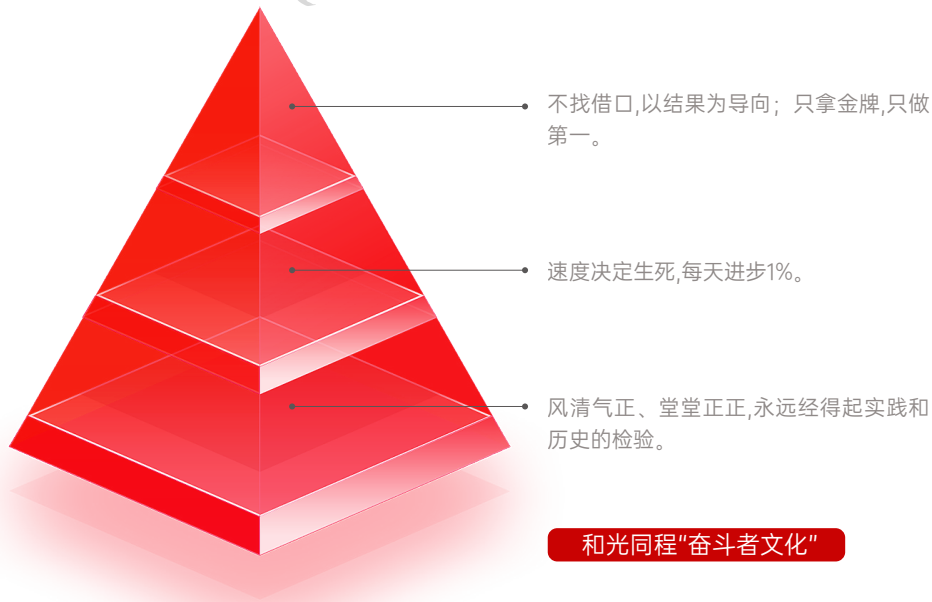 不找借口,以结果为导向；只拿金牌,只做
第一。
速度决定生死,每天进步1%。
风清气正、堂堂正正,永远经得起实践和
历史的检验。
和光同程"奋斗者文化"